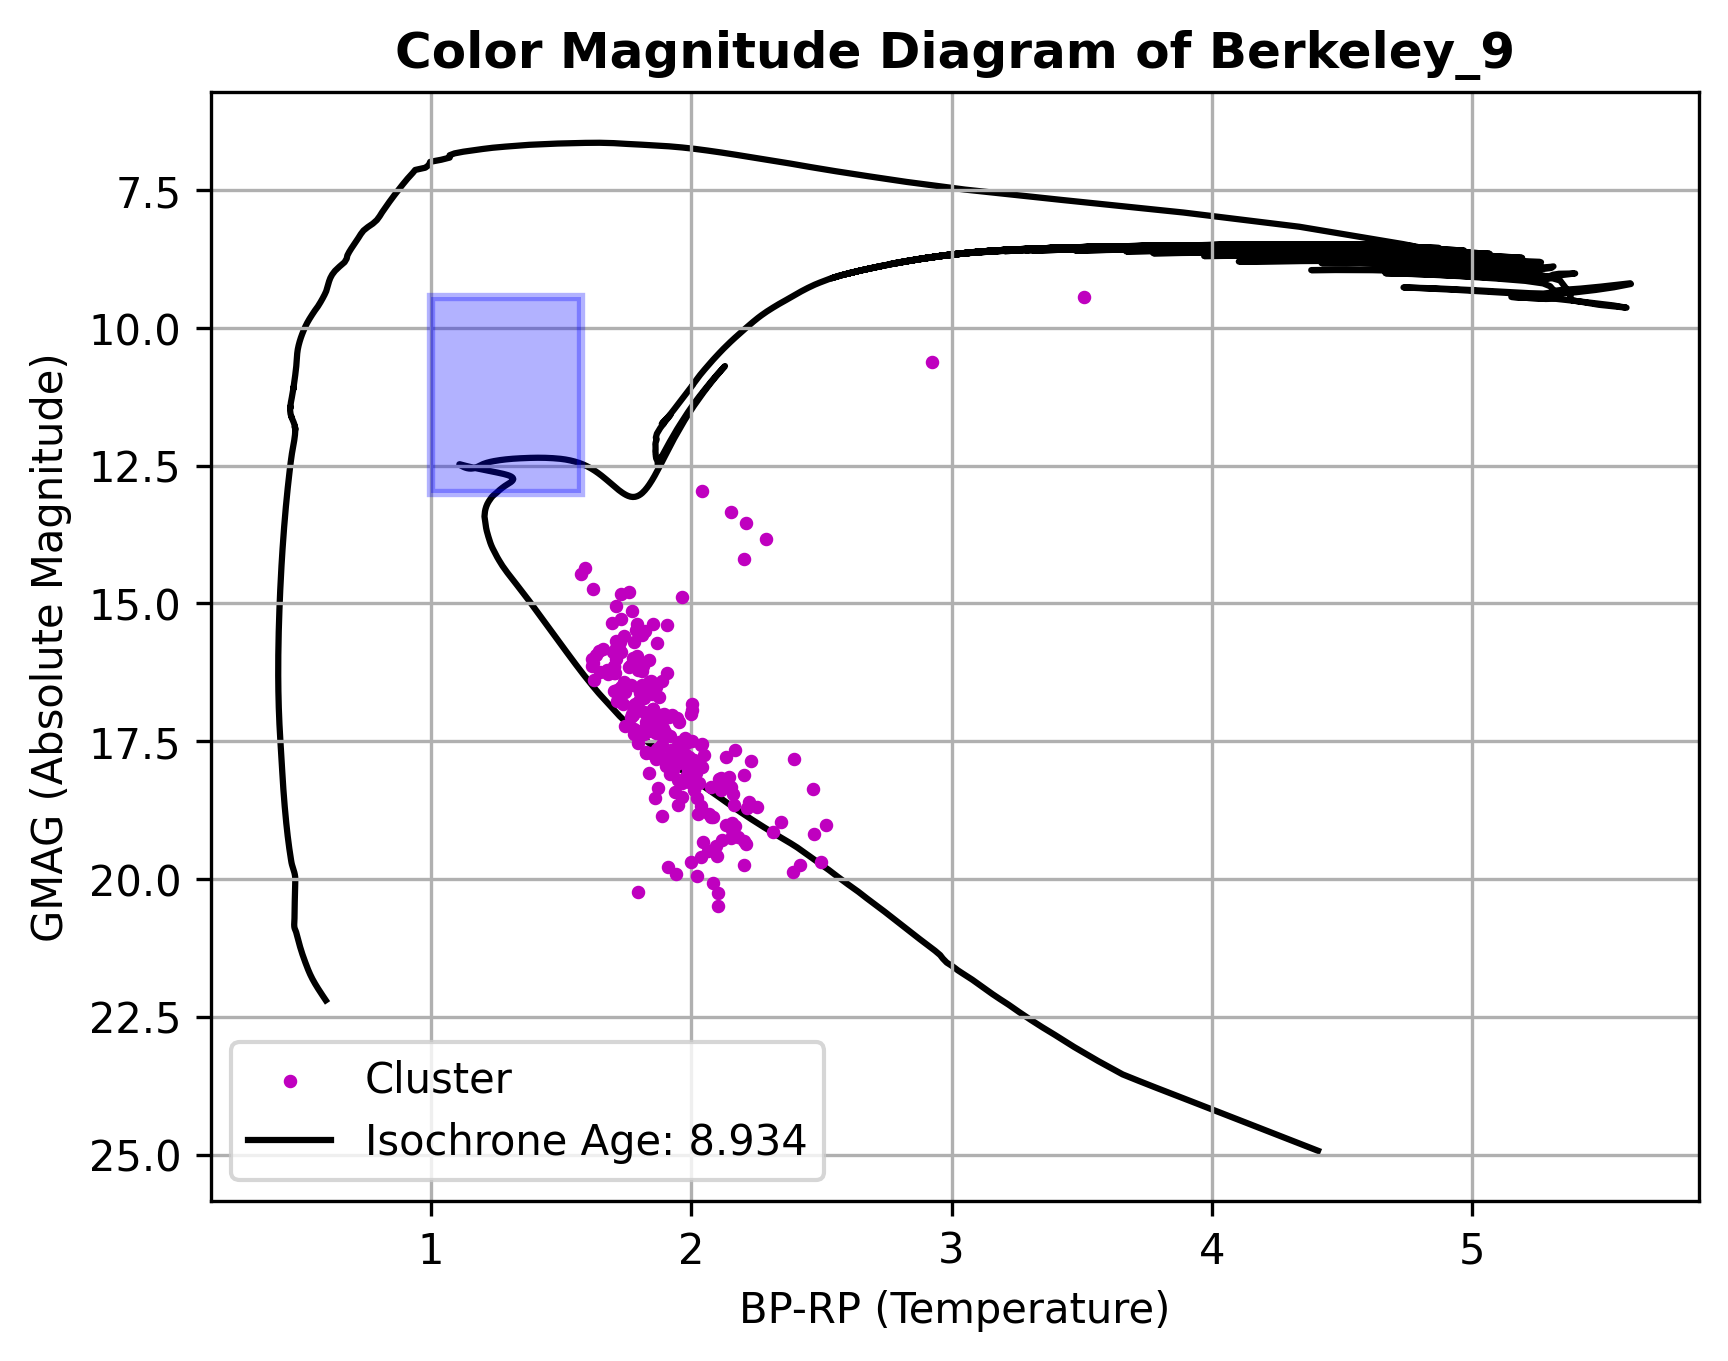 Color Magnitude Diagram of Berkeley_9
GMAG (Absolute Magnitude)
7.5
10.0
12.5
15.0
17.5
20.0
22.5
25.0
Cluster
Isochrone Age: 8.934
1 2 3 4 5
BP-RP (Temperature)